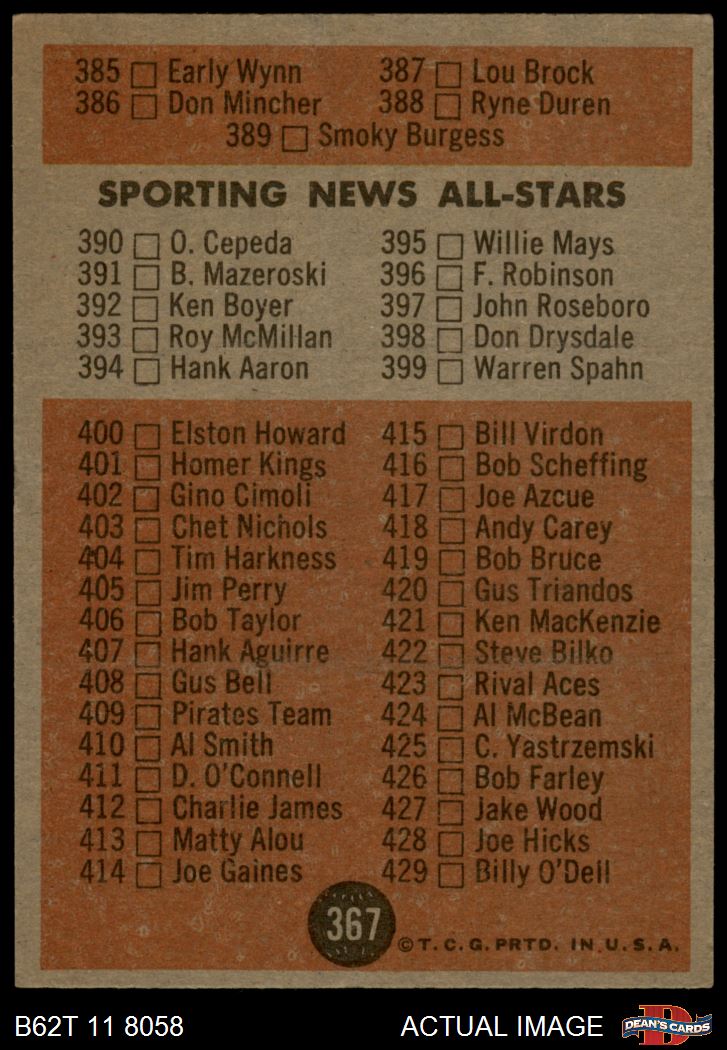 385 Early Wynn 387 Lou Brock
386 Don Mincher 388 Ryne Duren
389 Smoky Burgess
SPORTING NEWS ALL-STARS
390 O. Cepeda 395 Willie Mays
391 B. Mazeroski 396 F. Robinson
392 Ken Boyer 397 John Roseboro
393 Roy McMillan 398 Don Drysdale
394 Hank Aaron 399 Warren Spahn
400 Elston Howard 415 Bill Virdon
401 Homer Kings 416 Bob Scheffing
402 Gino Cimoli 417 Joe Azcue
403 Chet Nichols 418 Andy Carey
404 Tim Harkness 419 Bob Bruce
405 Jim Perry 420 Gus Triandos
406 Bob Taylor 421 Ken MacKenzie
407 Hank Aguirre 422 Steve Bilko
408 Gus Bell 423 Rival Aces
409 Pirates Team 424 Al McBean
410 Al Smith 425 C. Yastrzemski
411 D. O'Connell 426 Bob Farley
412 Charlie James 427 Jake Wood
413 Matty Alou 428 Joe Hicks
414 Joe Gaines 429 Billy O'Dell
367
© T. C. G. PRTD. IN U. S. A.
B62T 11 8058 ACTUAL IMAGE D DEAN'S CARDS